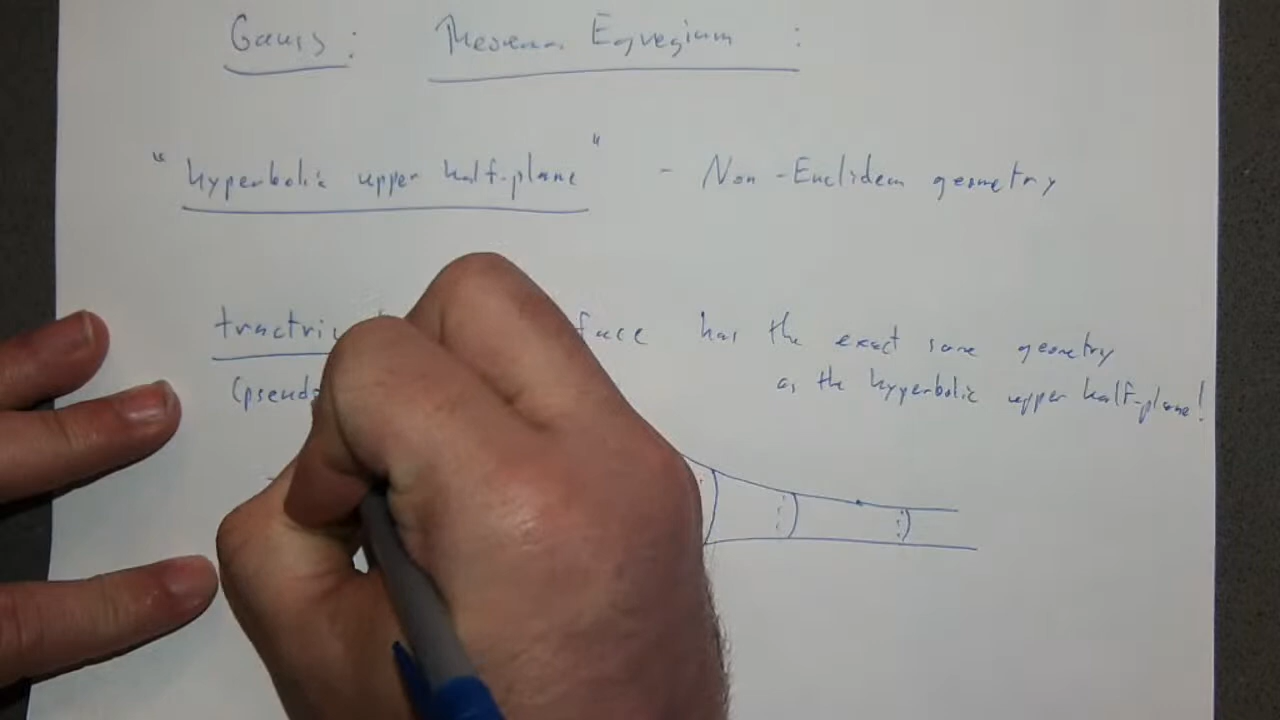 Gauss: Theorema Egregium :
"hyperbolic upper half-plane" - Non-Euclidean geometry
tractri face has the exact same geometry
(pseudo as the hyperbolic upper half-plane!